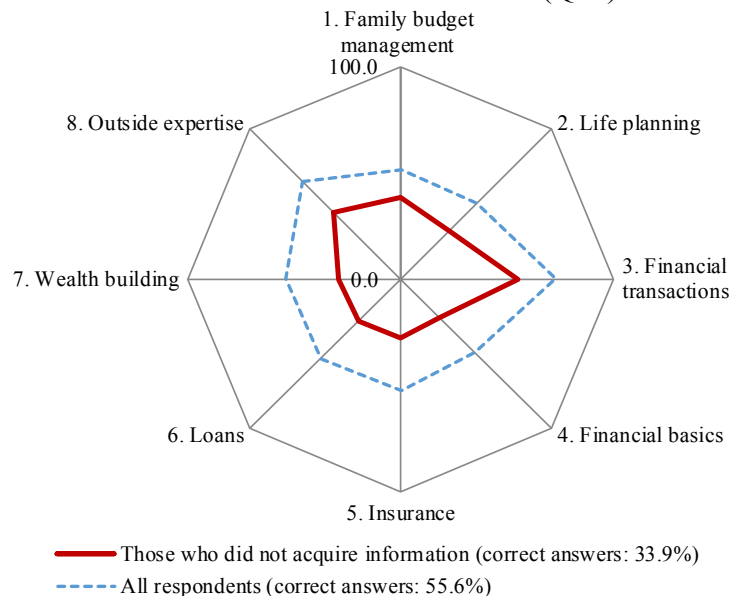 1. Family budget
management
100.0
8. Outside expertise
2. Life planning
7. Wealth building
0.0
3. Financial
transactions
6. Loans
4. Financial basics
5. Insurance
Those who did not acquire information (correct answers: 33.9%)
All respondents (correct answers: 55.6%)